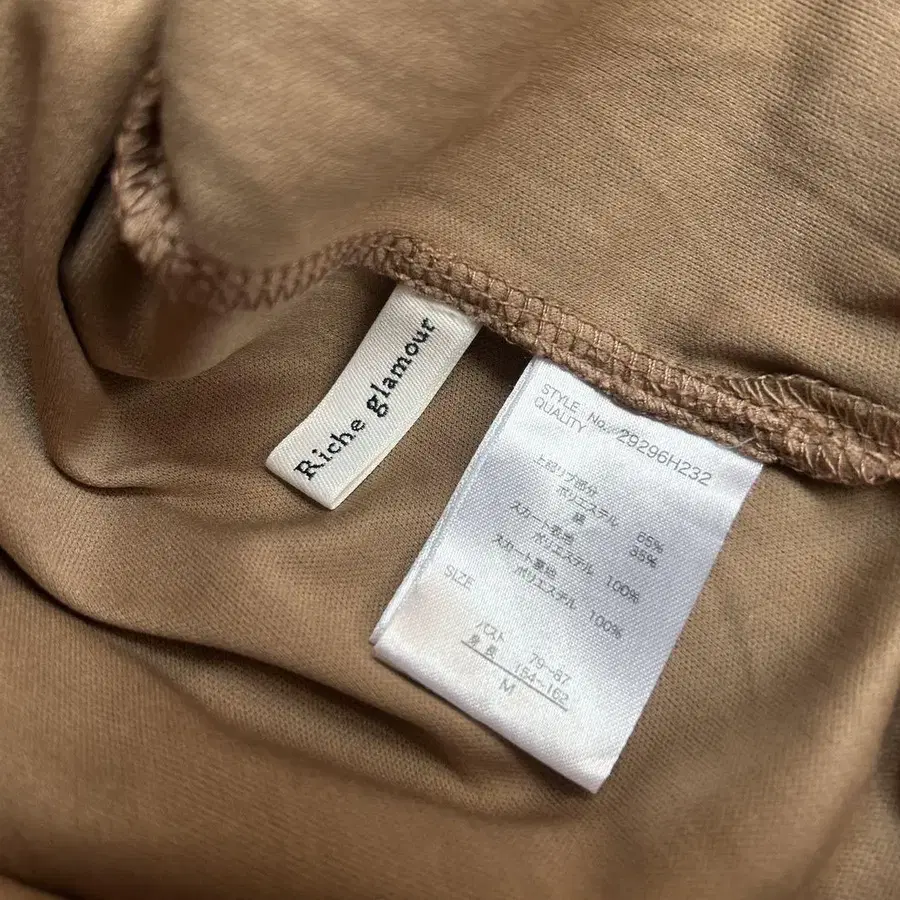 Riche glamour
STYLE No. 29296H232
QUALITY
上部リブ部分
ポリエステル 65%
綿 35%
スカート表地
ポリエステル 100%
スカート裏地
ポリエステル 100%
SIZE
バスト 79~87
身長 154~162
M